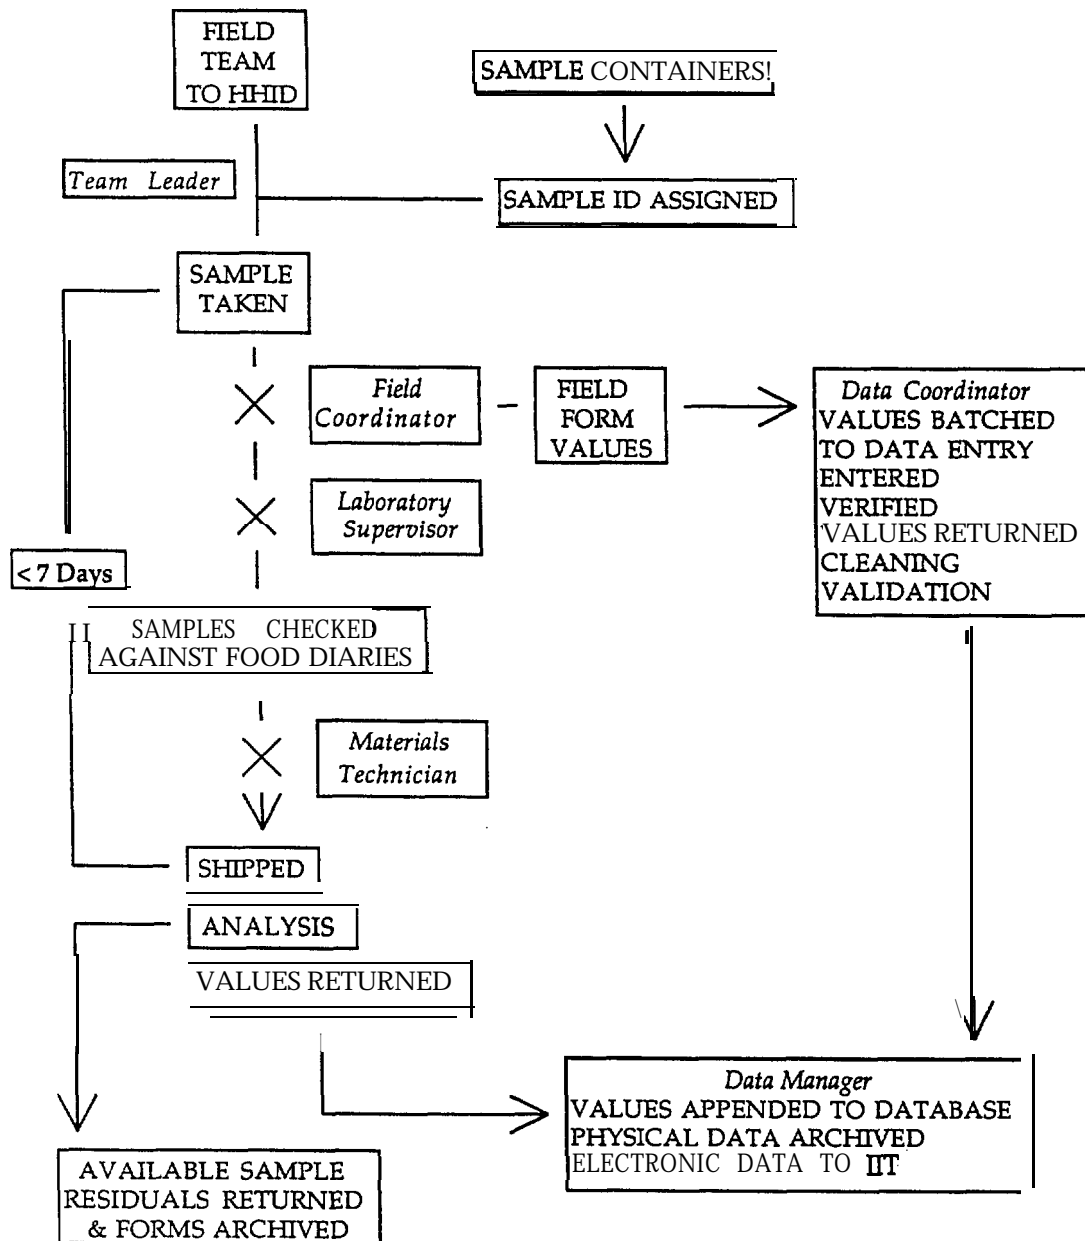 FIELD
TEAM
TO HHID
SAMPLE CONTAINERS!
Team Leader
SAMPLE ID ASSIGNED
SAMPLE
TAKEN
Field
Coordinator
FIELD
FORM
VALUES
Data Coordinator
VALUES BATCHED
TO DATA ENTRY
ENTERED
VERIFIED
VALUES RETURNED
CLEANING
VALIDATION
Laboratory
Supervisor
< 7 Days
SAMPLES CHECKED
AGAINST FOOD DIARIES
Materials
Technician
SHIPPED
ANALYSIS
VALUES RETURNED
Data Manager
VALUES APPENDED TO DATABASE
PHYSICAL DATA ARCHIVED
ELECTRONIC DATA TO IIT
AVAILABLE SAMPLE
RESIDUALS RETURNED
& FORMS ARCHIVED